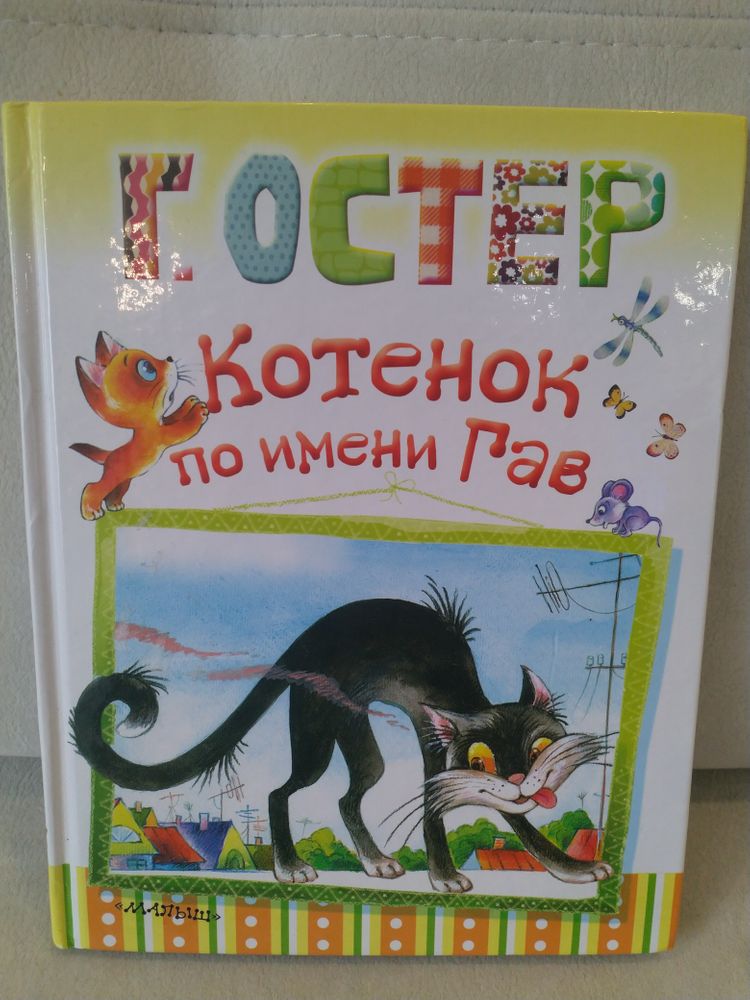 Г. ОСТЕР
Котенок
по имени Гав
«МАЛЫШ»